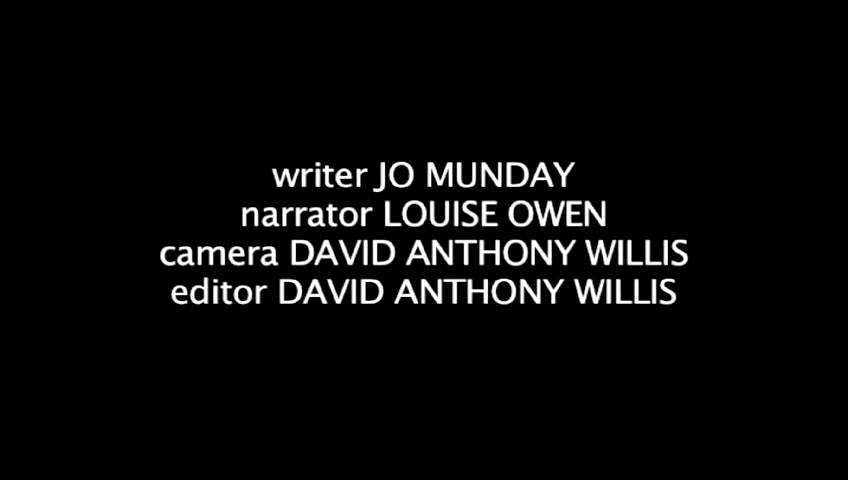 writer JO MUNDAY
narrator LOUISE OWEN
camera DAVID ANTHONY WILLIS
editor DAVID ANTHONY WILLIS